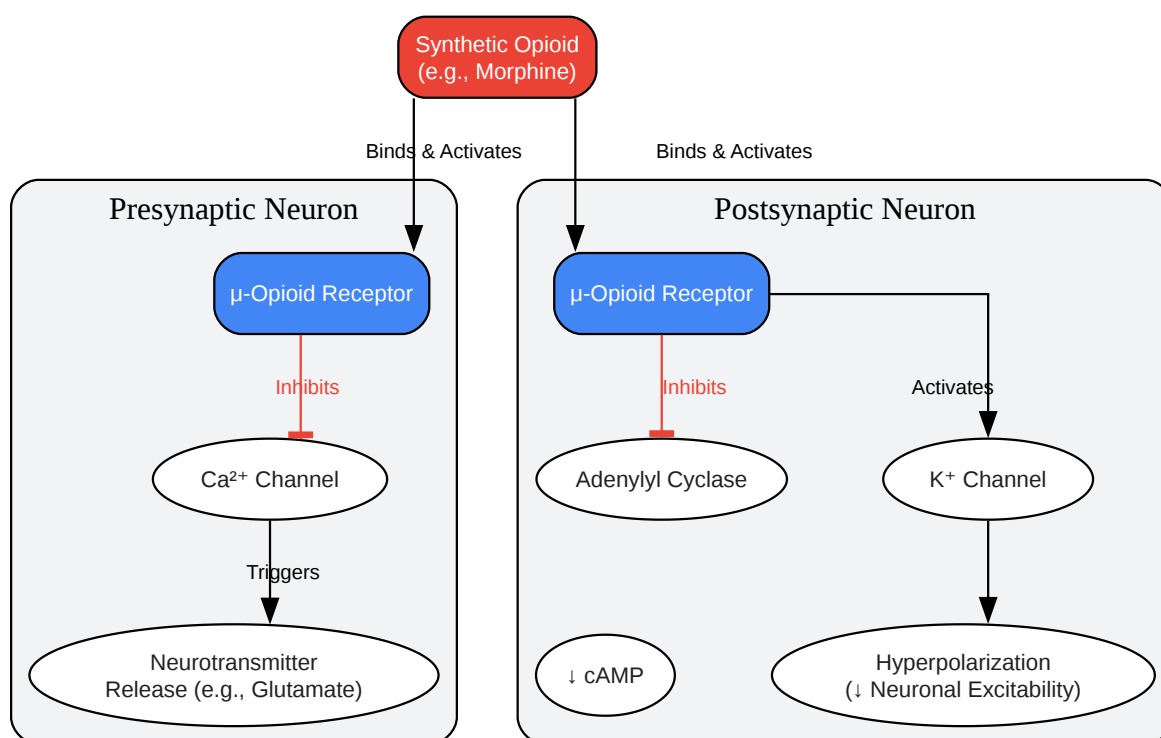 Synthetic Opioid
(e.g., Morphine)
Binds & Activates
Binds & Activates
Presynaptic Neuron
Postsynaptic Neuron
μ-Opioid Receptor
μ-Opioid Receptor
Inhibits
Inhibits
Activates
Ca²⁺ Channel
Adenylyl Cyclase
K⁺ Channel
Triggers
Neurotransmitter
Release (e.g., Glutamate)
↓ cAMP
Hyperpolarization
(↓ Neuronal Excitability)